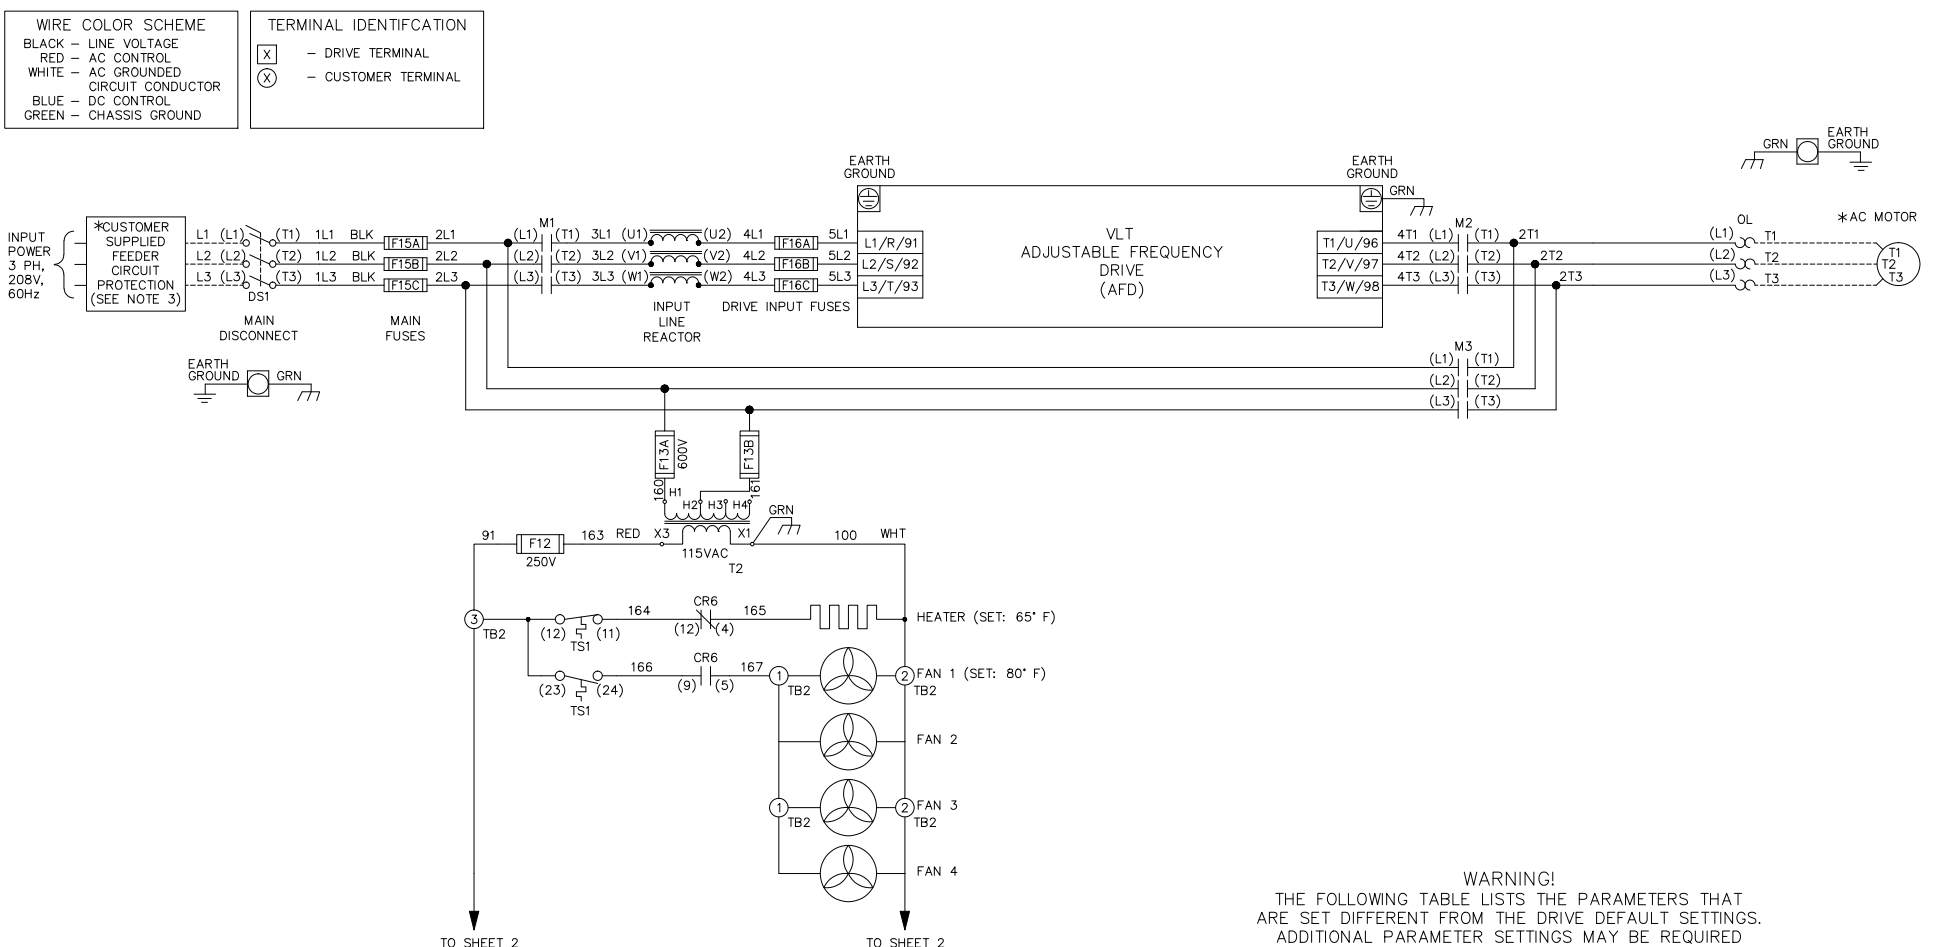 WIRE COLOR SCHEME
BLACK – LINE VOLTAGE
RED – AC CONTROL
WHITE – AC GROUNDED
CIRCUIT CONDUCTOR
BLUE – DC CONTROL
GREEN – CHASSIS GROUND
TERMINAL IDENTIFCATION
X – DRIVE TERMINAL
X – CUSTOMER TERMINAL
GRN
EARTH
GROUND
EARTH
GROUND
EARTH
GROUND
GRN
INPUT
POWER
3 PH,
208V,
60Hz
*CUSTOMER
SUPPLIED
FEEDER
CIRCUIT
PROTECTION
(SEE NOTE 3)
L1 (L1) (T1) 1L1 BLK F15A 2L1 (L1) M1 (T1) 3L1 (U1) (U2) 4L1 F16A 5L1 L1/R/91
L2 (L2) (T2) 1L2 BLK F15B 2L2 (L2) (T2) 3L2 (V1) (V2) 4L2 F16B 5L2 L2/S/92
L3 (L3) (T3) 1L3 BLK F15C 2L3 (L3) (T3) 3L3 (W1) (W2) 4L3 F16C 5L3 L3/T/93
DS1
MAIN
DISCONNECT
MAIN
FUSES
INPUT
LINE
REACTOR
DRIVE INPUT FUSES
VLT
ADJUSTABLE FREQUENCY
DRIVE
(AFD)
T1/U/96 4T1 (L1) M2 (T1) 2T1 (L1) OL T1
T2/V/97 4T2 (L2) (T2) 2T2 (L2) T2
T3/W/98 4T3 (L3) (T3) 2T3 (L3) T3
*AC MOTOR
T1
T2
T3
M3
(L1) (T1)
(L2) (T2)
(L3) (T3)
EARTH
GROUND
GRN
F13A
600V
F13B
160
161
H1
H2 H3 H4
GRN
91 F12 163 RED X3 X1 100 WHT
250V
115VAC
T2
3
TB2
(12) (11)
TS1
164
CR6
(12) (4)
165
HEATER (SET: 65° F)
(23) (24)
TS1
166
CR6
(9) (5)
167
1
TB2
2
TB2
FAN 1 (SET: 80° F)
FAN 2
1
TB2
2
TB2
FAN 3
FAN 4
TO SHEET 2
TO SHEET 2
WARNING!
THE FOLLOWING TABLE LISTS THE PARAMETERS THAT
ARE SET DIFFERENT FROM THE DRIVE DEFAULT SETTINGS.
ADDITIONAL PARAMETER SETTINGS MAY BE REQUIRED